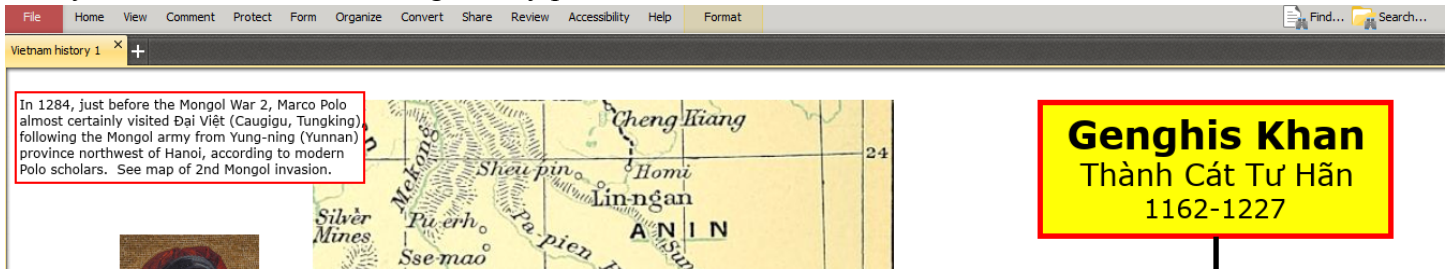 File Home View Comment Protect Form Organize Convert Share Review Accessibility Help Format Find... Search...
Vietnam history 1
In 1284, just before the Mongol War 2, Marco Polo
almost certainly visited Đại Việt (Caugigu, Tungking),
following the Mongol army from Yung-ning (Yunnan)
province northwest of Hanoi, according to modern
Polo scholars. See map of 2nd Mongol invasion.
Cheng Kiang
24
Mekong
Sheu pin
Homi
Lin-ngan
Silver
Mines
Pu erh
Pa pien
ANIN
Sse mao
Genghis Khan
Thành Cát Tư Hãn
1162-1227